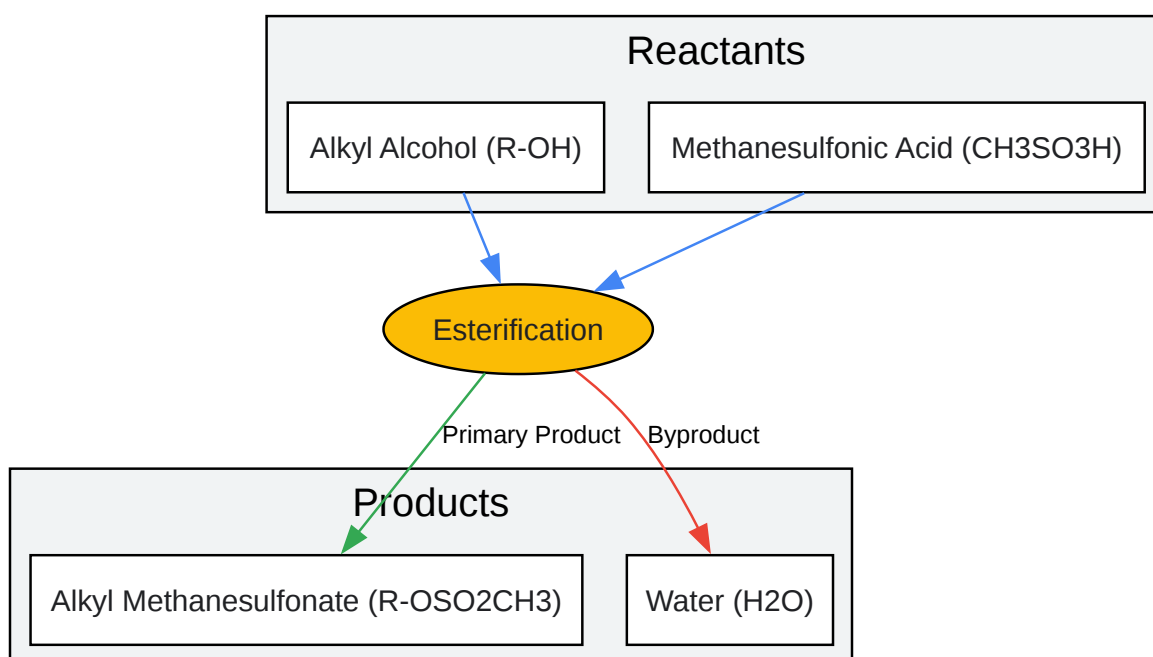 Reactants
Alkyl Alcohol (R-OH)
Methanesulfonic Acid (CH3SO3H)
Esterification
Primary Product
Byproduct
Products
Alkyl Methanesulfonate (R-OSO2CH3)
Water (H2O)